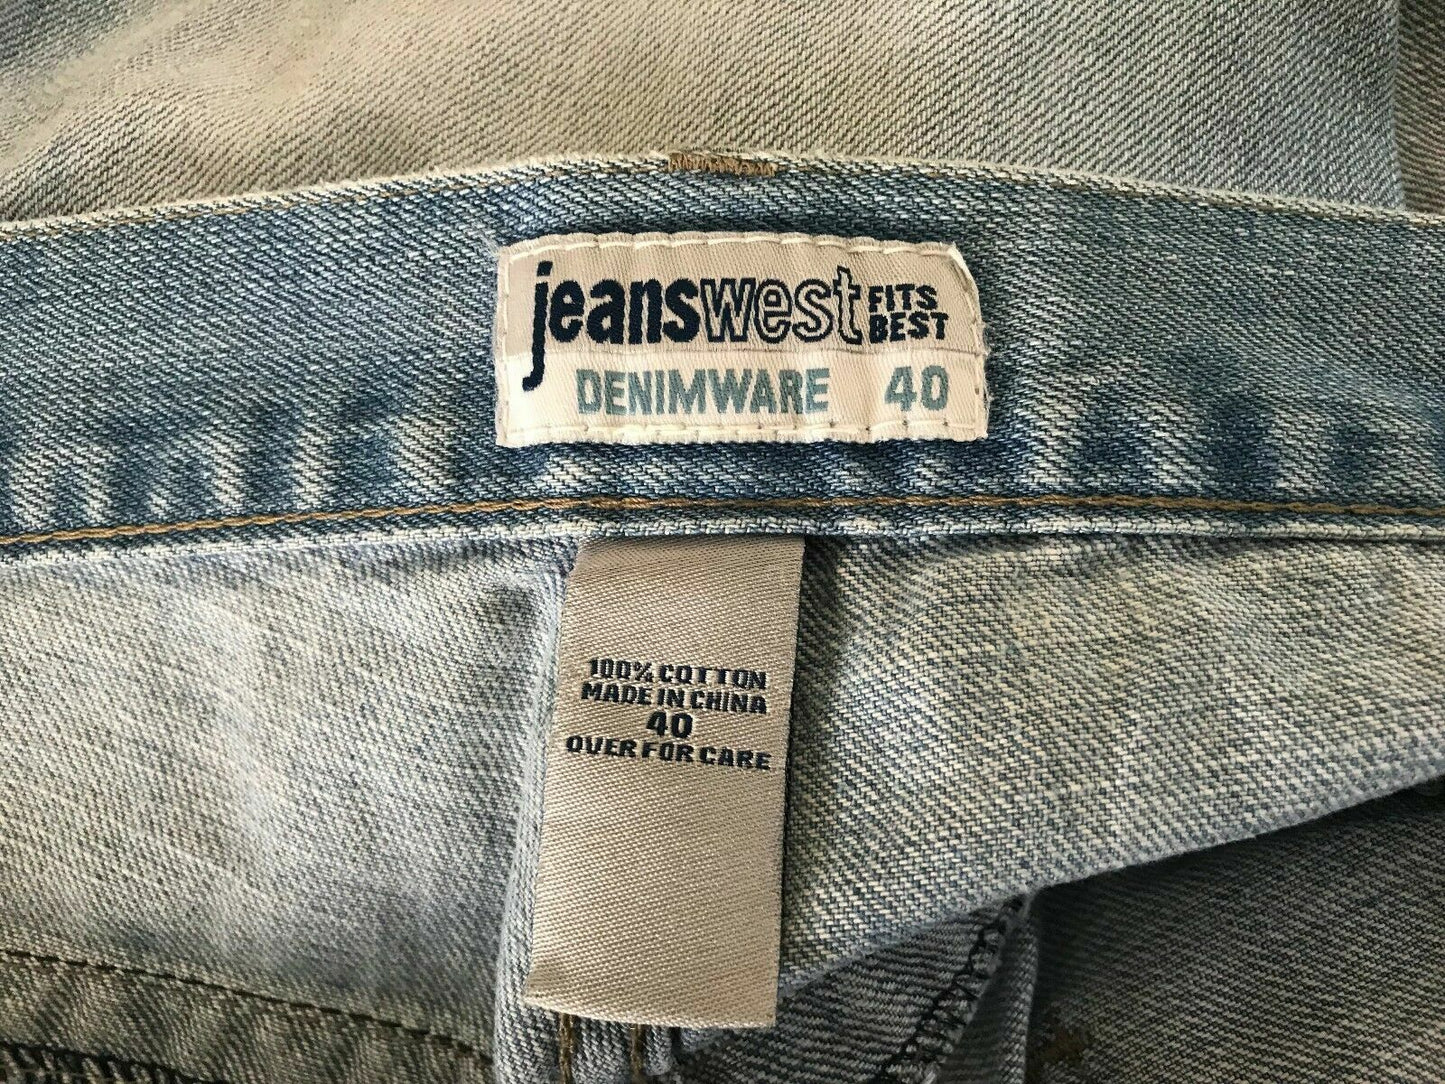 jeanswest FITS BEST
DENIMWARE 40
100% COTTON
MADE IN CHINA
40
OVER FOR CARE